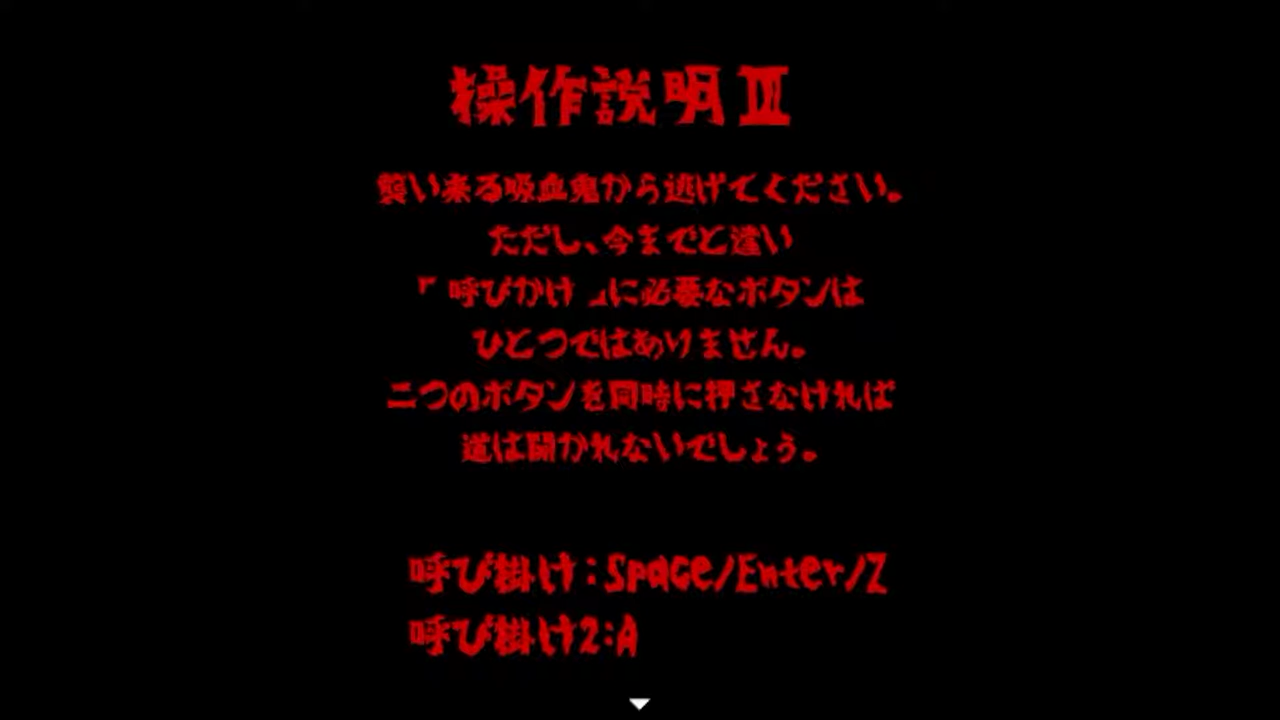 操作説明Ⅲ
襲い来る吸血鬼から逃げてください。
ただし、今までと違い
「 呼びかけ 」に必要なボタンは
ひとつではありません。
二つのボタンを同時に押さなければ
道は開かれないでしょう。
呼び掛け:Space/Enter/Z
呼び掛け2:A